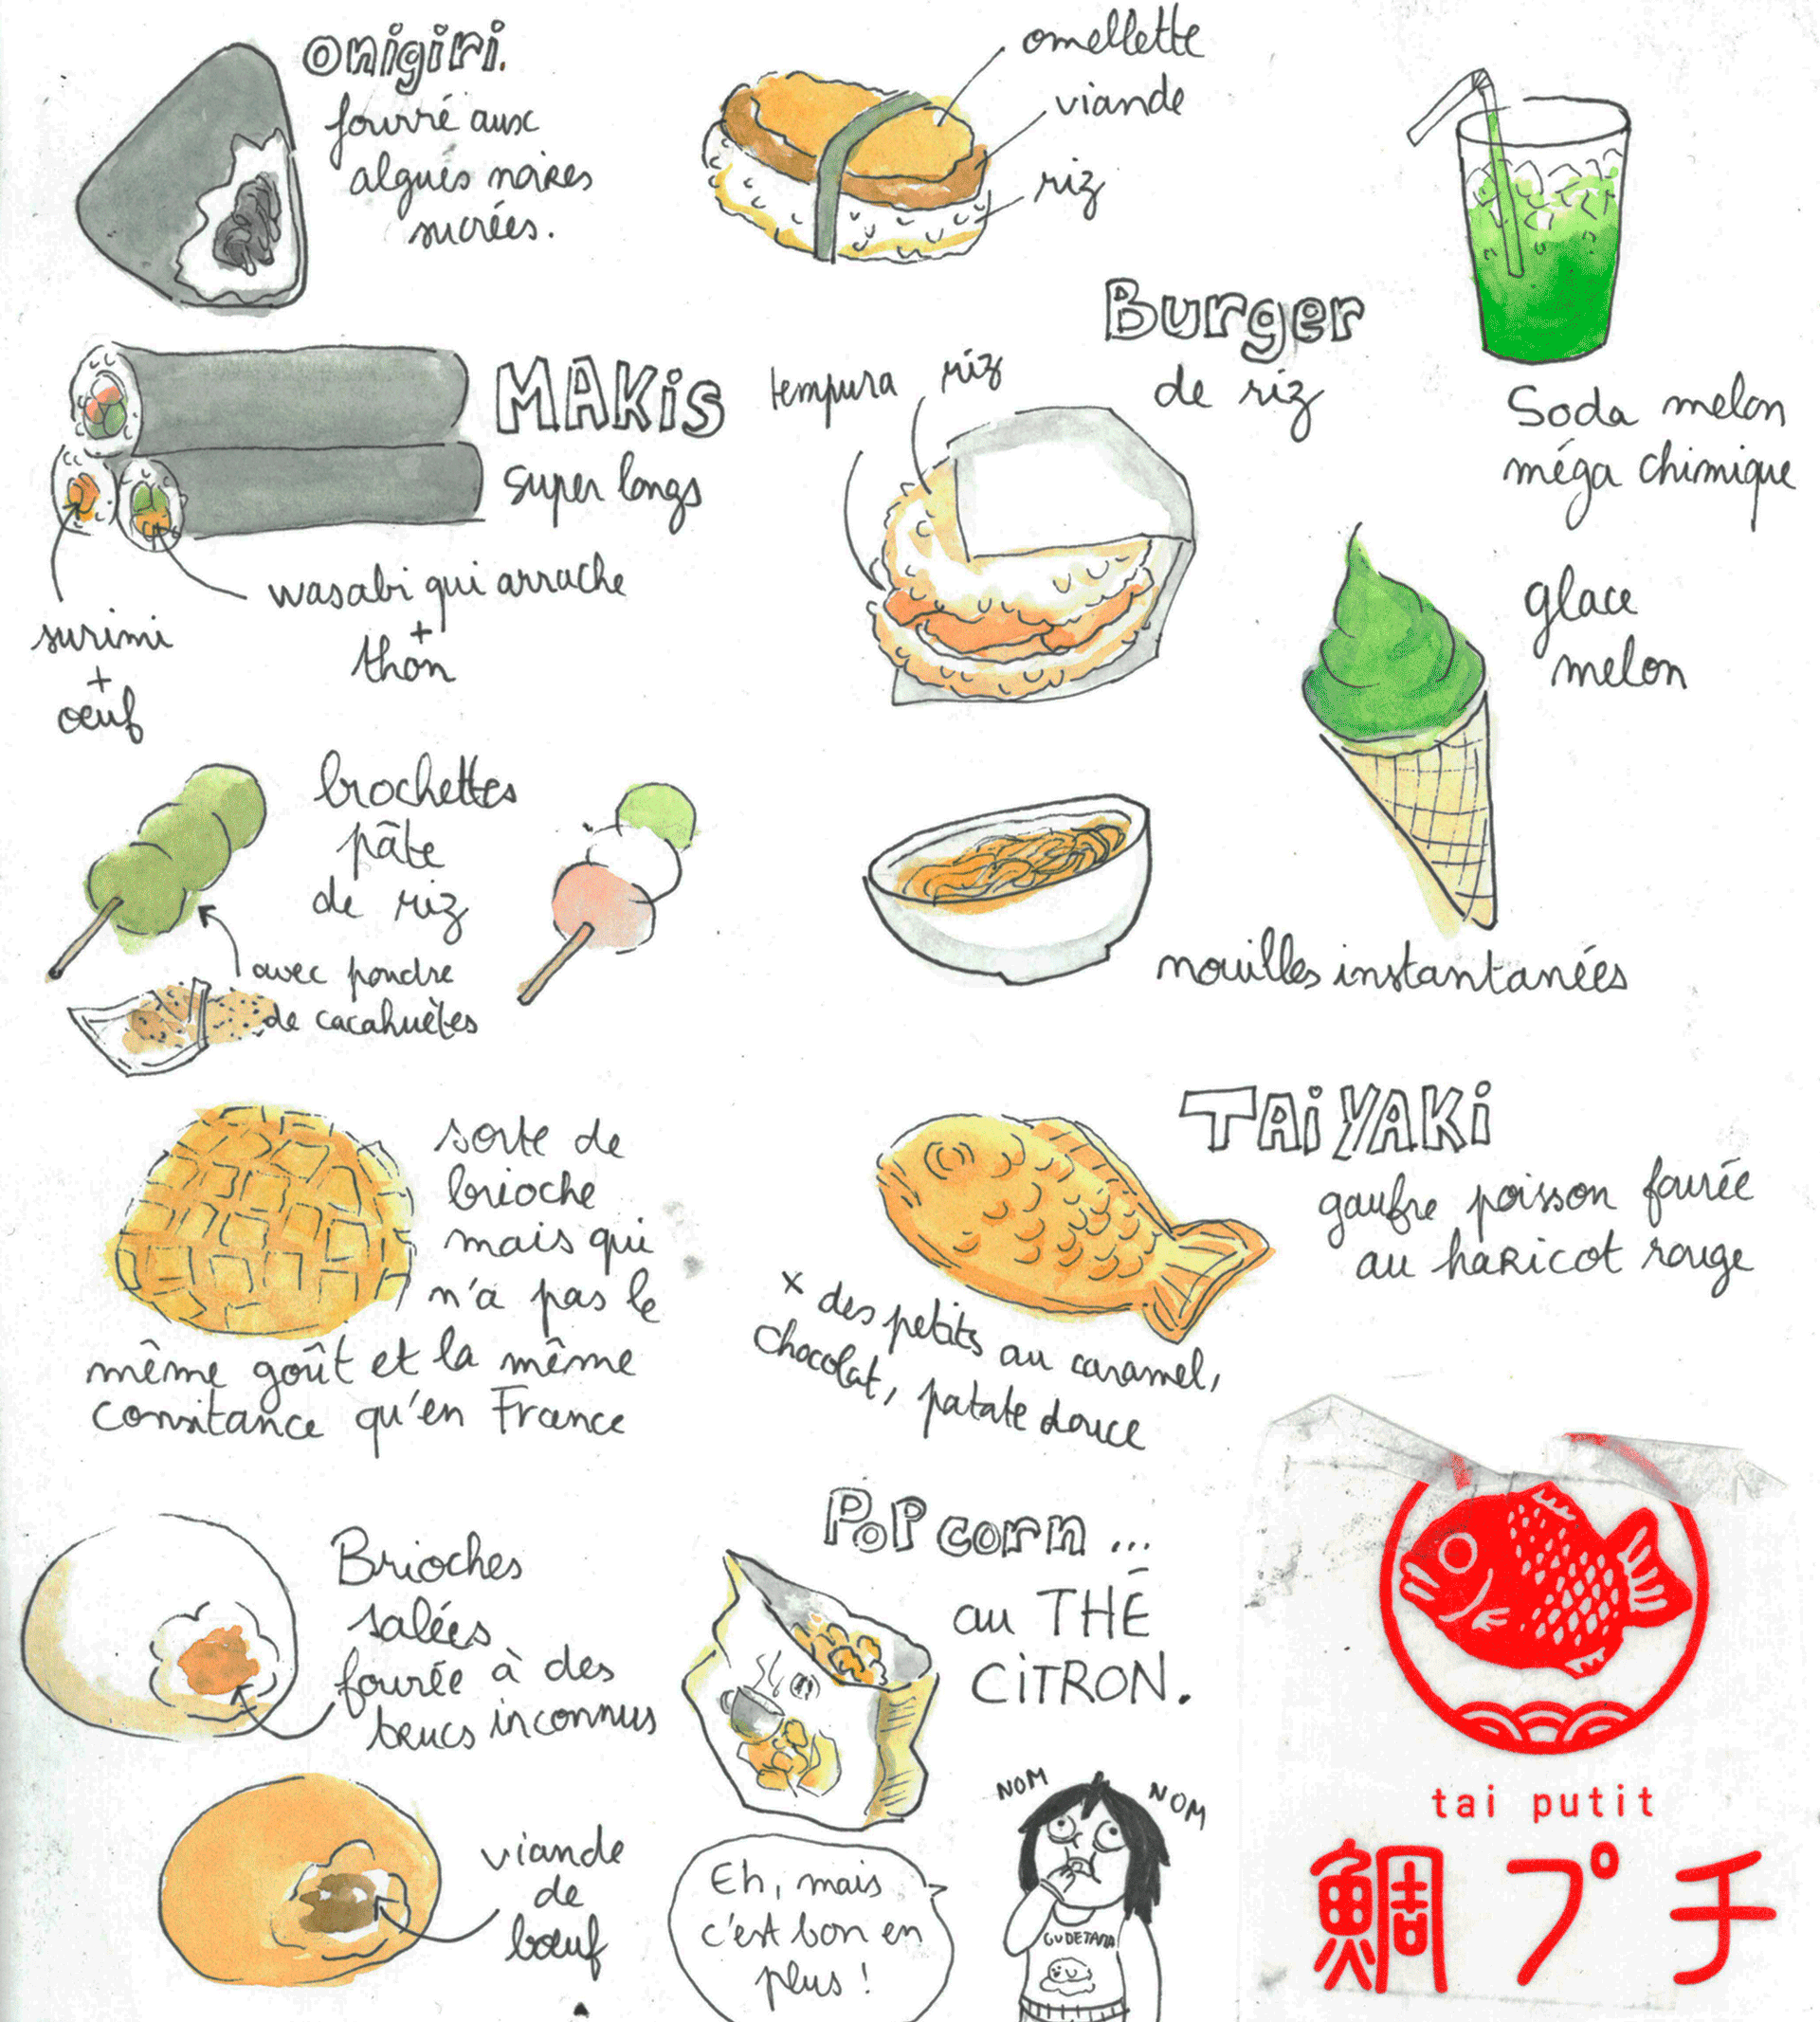 onigiri.
fourré aux
algues noires
sucrées.
omellette
viande
riz
Burger
de riz
tempura
riz
Soda melon
méga chimique
MAKis
super longs
wasabi qui arrache
+
thon
surimi
+
oeuf
glace
melon
brochettes
pâte
de riz
avec poudre
de cacahuètes
nouilles instantanées
sorte de
brioche
mais qui
n'a pas le
même goût et la même
consitance qu'en France
TAiYAKi
gaufre poisson fourée
au haricot rouge
x des petits au caramel,
chocolat, patate douce
Brioches
salées
fourée à des
trucs inconnus
viande
de
bœuf
POP corn ...
au THÉ
CiTRON.
NOM
NOM
Eh, mais
c'est bon en
plus !
GUDETAMA
tai putit
鯛プチ